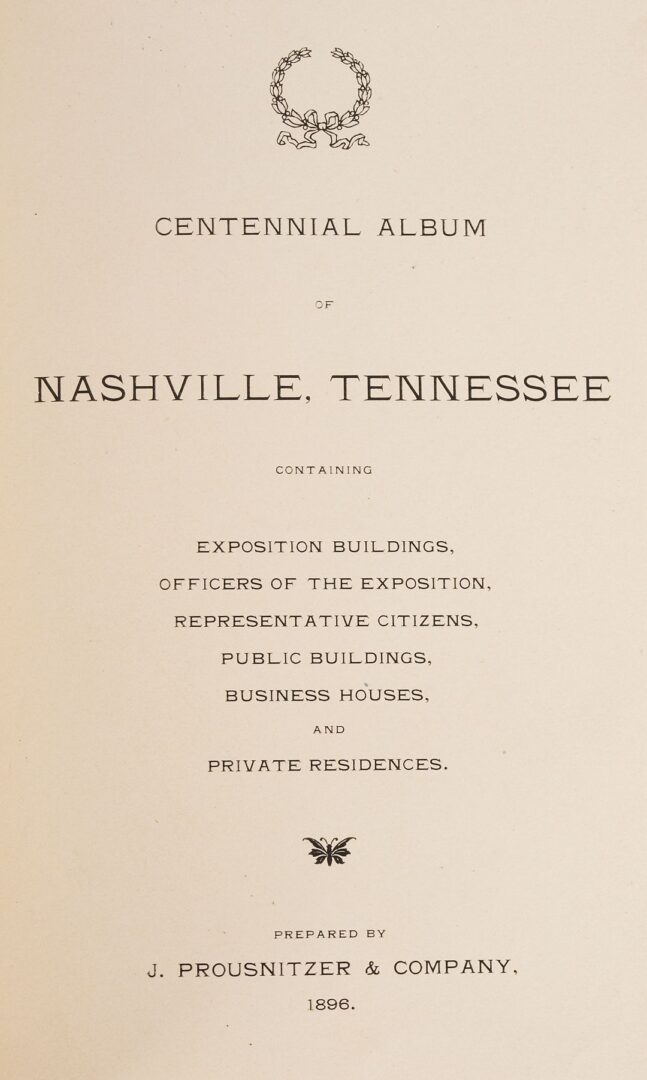 CENTENNIAL ALBUM
OF
NASHVILLE, TENNESSEE
CONTAINING
EXPOSITION BUILDINGS,
OFFICERS OF THE EXPOSITION,
REPRESENTATIVE CITIZENS,
PUBLIC BUILDINGS,
BUSINESS HOUSES,
AND
PRIVATE RESIDENCES.
PREPARED BY
J. PROUSNITZER & COMPANY,
1896.